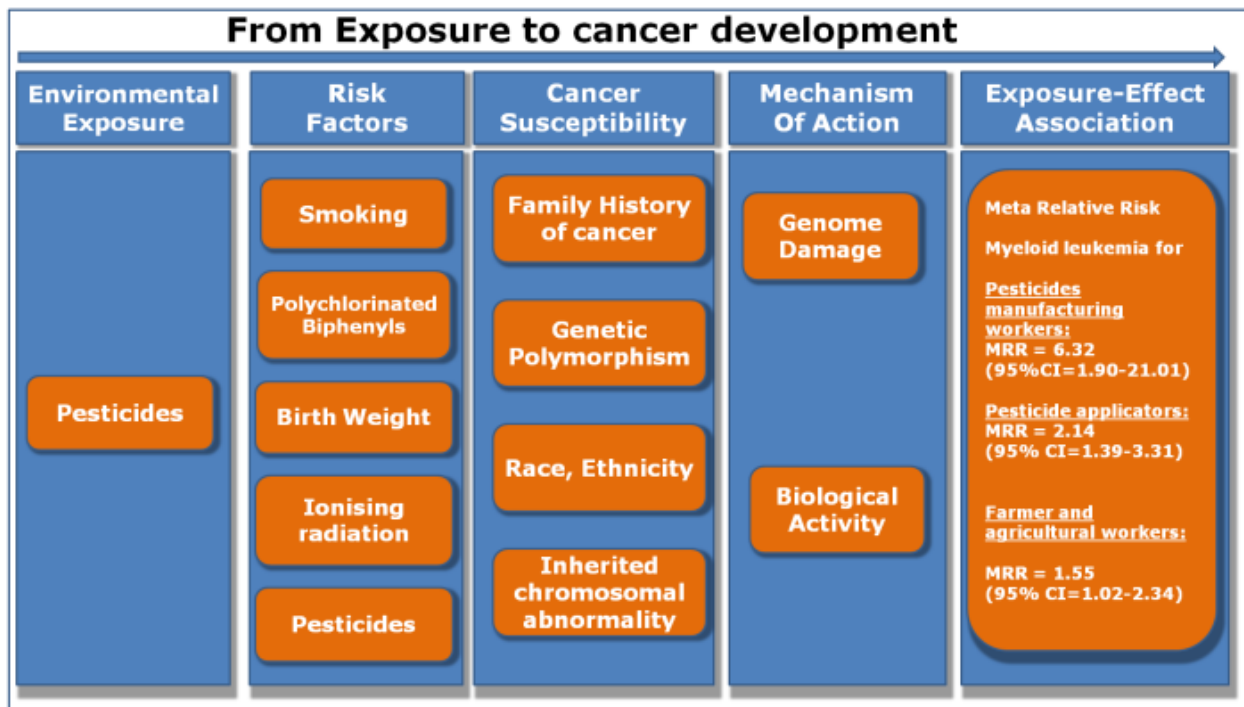 From Exposure to cancer development
Environmental
Exposure
Risk
Factors
Cancer
Susceptibility
Mechanism
Of Action
Exposure-Effect
Association
Pesticides
Smoking
Polychlorinated
Biphenyls
Birth Weight
Ionising
radiation
Pesticides
Family History
of cancer
Genetic
Polymorphism
Race, Ethnicity
Inherited
chromosomal
abnormality
Genome
Damage
Biological
Activity
Meta Relative Risk
Myeloid leukemia for
Pesticides
manufacturing
workers:
MRR = 6.32
(95%CI=1.90-21.01)
Pesticide applicators:
MRR = 2.14
(95% CI=1.39-3.31)
Farmer and
agricultural workers:
MRR = 1.55
(95% CI=1.02-2.34)